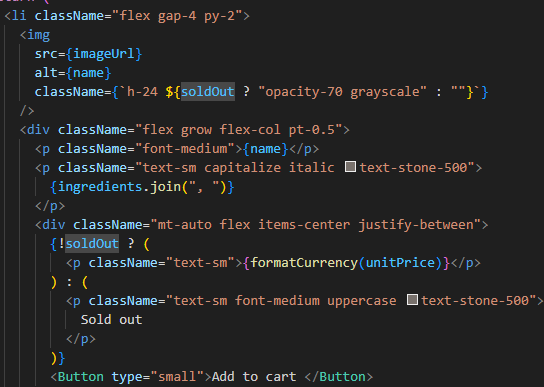 <li className="flex gap-4 py-2">
<img
src={imageUrl}
alt={name}
className={`h-24 ${soldOut ? "opacity-70 grayscale" : ""}`}
/>
<div className="flex grow flex-col pt-0.5">
<p className="font-medium">{name}</p>
<p className="text-sm capitalize italic text-stone-500">
{ingredients.join(", ")}
</p>
<div className="mt-auto flex items-center justify-between">
{!soldOut ? (
<p className="text-sm">{formatCurrency(unitPrice)}</p>
) : (
<p className="text-sm font-medium uppercase text-stone-500">
Sold out
</p>
)}
<Button type="small">Add to cart </Button>